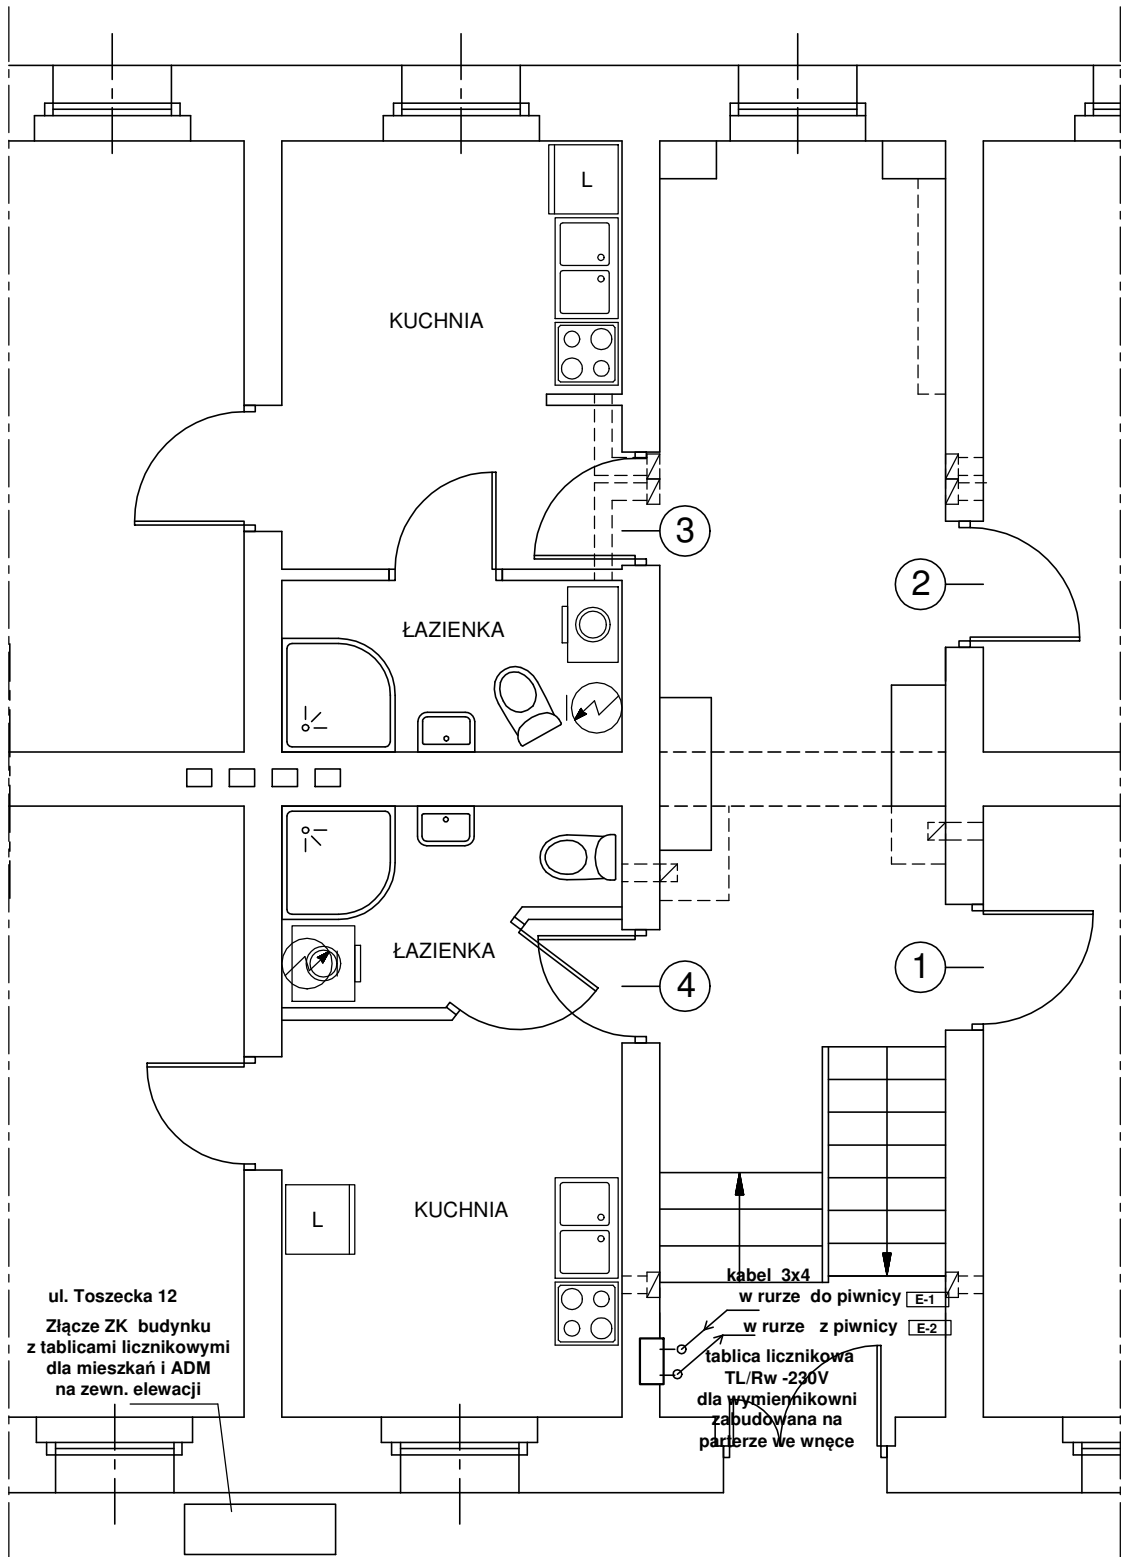 L
KUCHNIA
3
2
ŁAZIENKA
ŁAZIENKA
4
1
L
KUCHNIA
kabel 3x4
w rurze do piwnicy E-1
w rurze z piwnicy E-2
tablica licznikowa
TL/Rw -230V
dla wymiennikowni
zabudowana na
parterze we wnęce
ul. Toszecka 12
Złącze ZK budynku
z tablicami licznikowymi
dla mieszkań i ADM
na zewn. elewacji